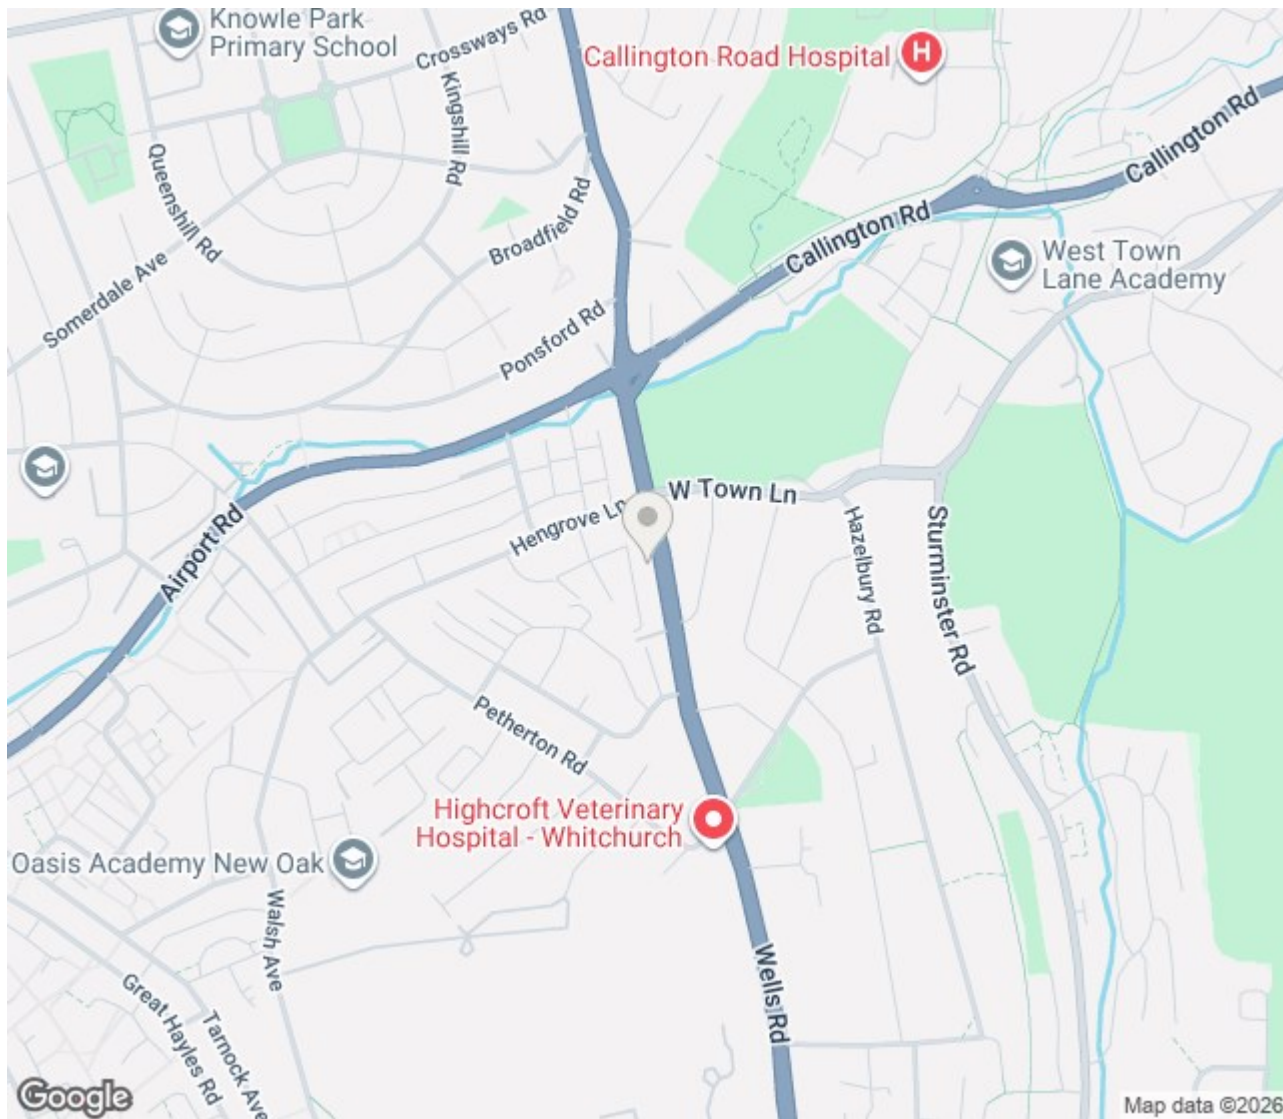 Knowle Park
Primary School
Crossways Rd
Kingshill Rd
Callington Road Hospital
H
Callington Rd
Queenshill Rd
Broadfield Rd
Callington Rd
West Town
Lane Academy
Somerdale Ave
Ponsford Rd
W Town Ln
Hengrove Ln
Airport Rd
Hazelbury Rd
Sturminster Rd
Petherton Rd
Highcroft Veterinary
Hospital - Whitchurch
Oasis Academy New Oak
Walsh Ave
Wells Rd
Great Hayles Rd
Tarnock Ave
Google
Map data ©2026